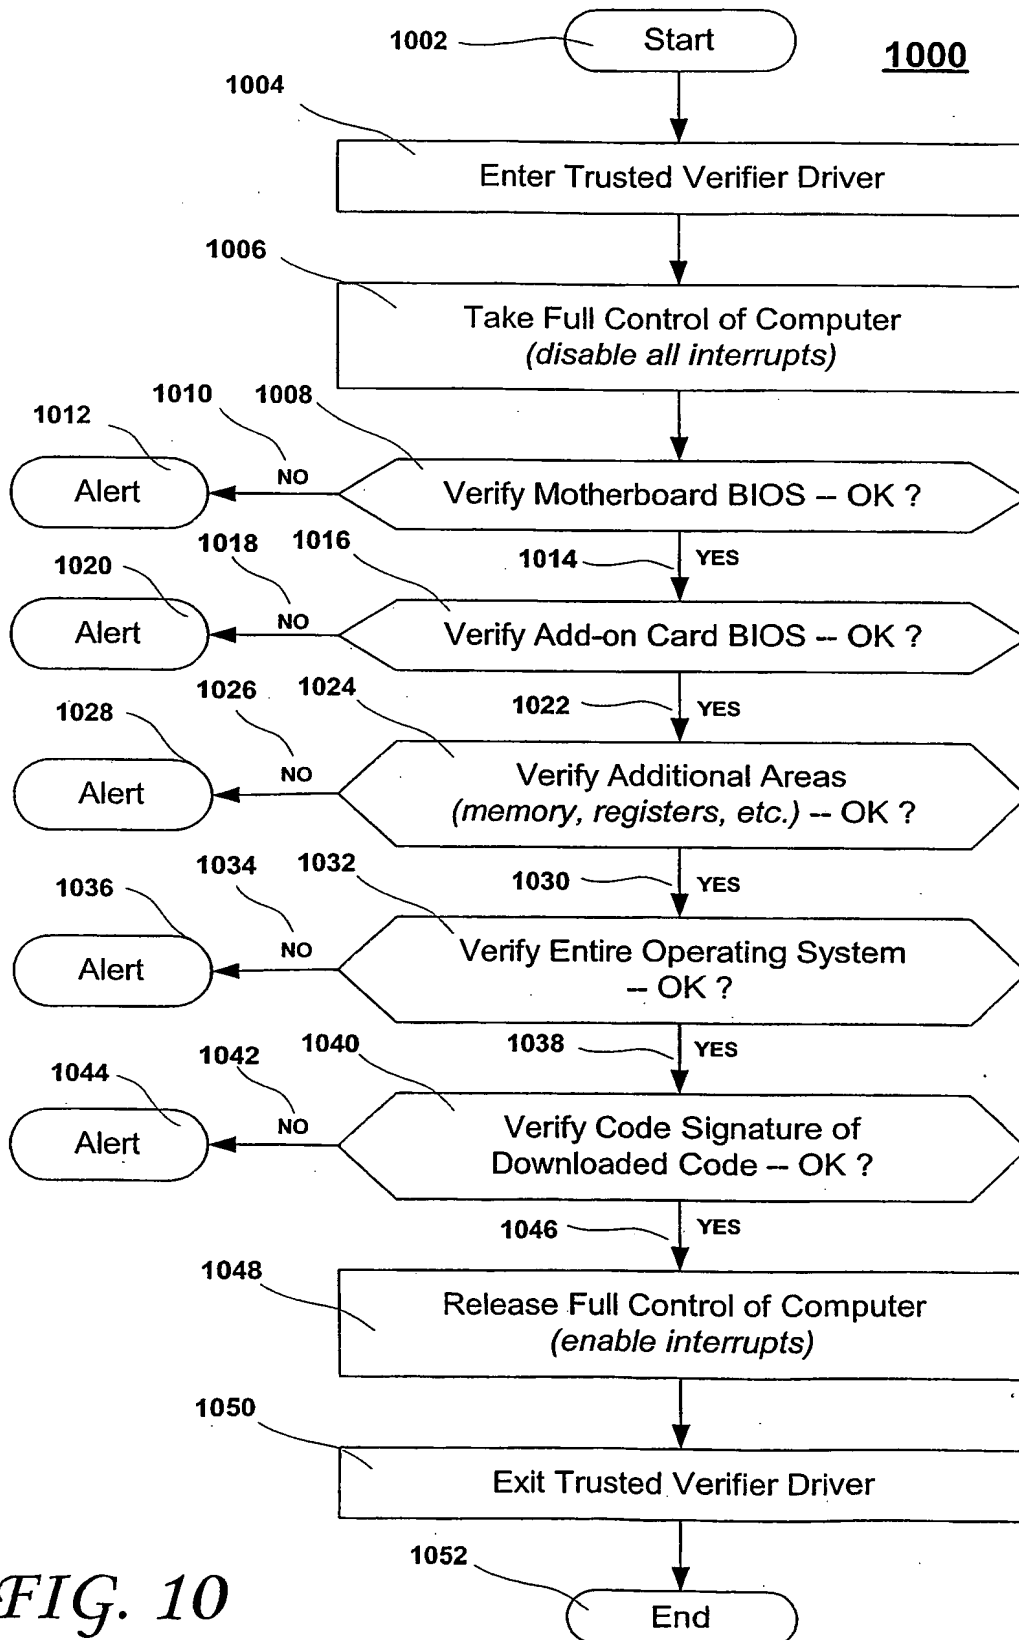 1002
Start
1000
1004
Enter Trusted Verifier Driver
1006
Take Full Control of Computer
(disable all interrupts)
1012
1010
1008
Alert
NO
Verify Motherboard BIOS -- OK ?
1014
YES
1020
1018
1016
Alert
NO
Verify Add-on Card BIOS -- OK ?
1022
YES
1028
1026
1024
Alert
NO
Verify Additional Areas
(memory, registers, etc.) -- OK ?
1030
YES
1036
1034
1032
Alert
NO
Verify Entire Operating System
-- OK ?
1038
YES
1044
1042
1040
Alert
NO
Verify Code Signature of
Downloaded Code -- OK ?
1046
YES
1048
Release Full Control of Computer
(enable interrupts)
1050
Exit Trusted Verifier Driver
1052
End
FIG. 10